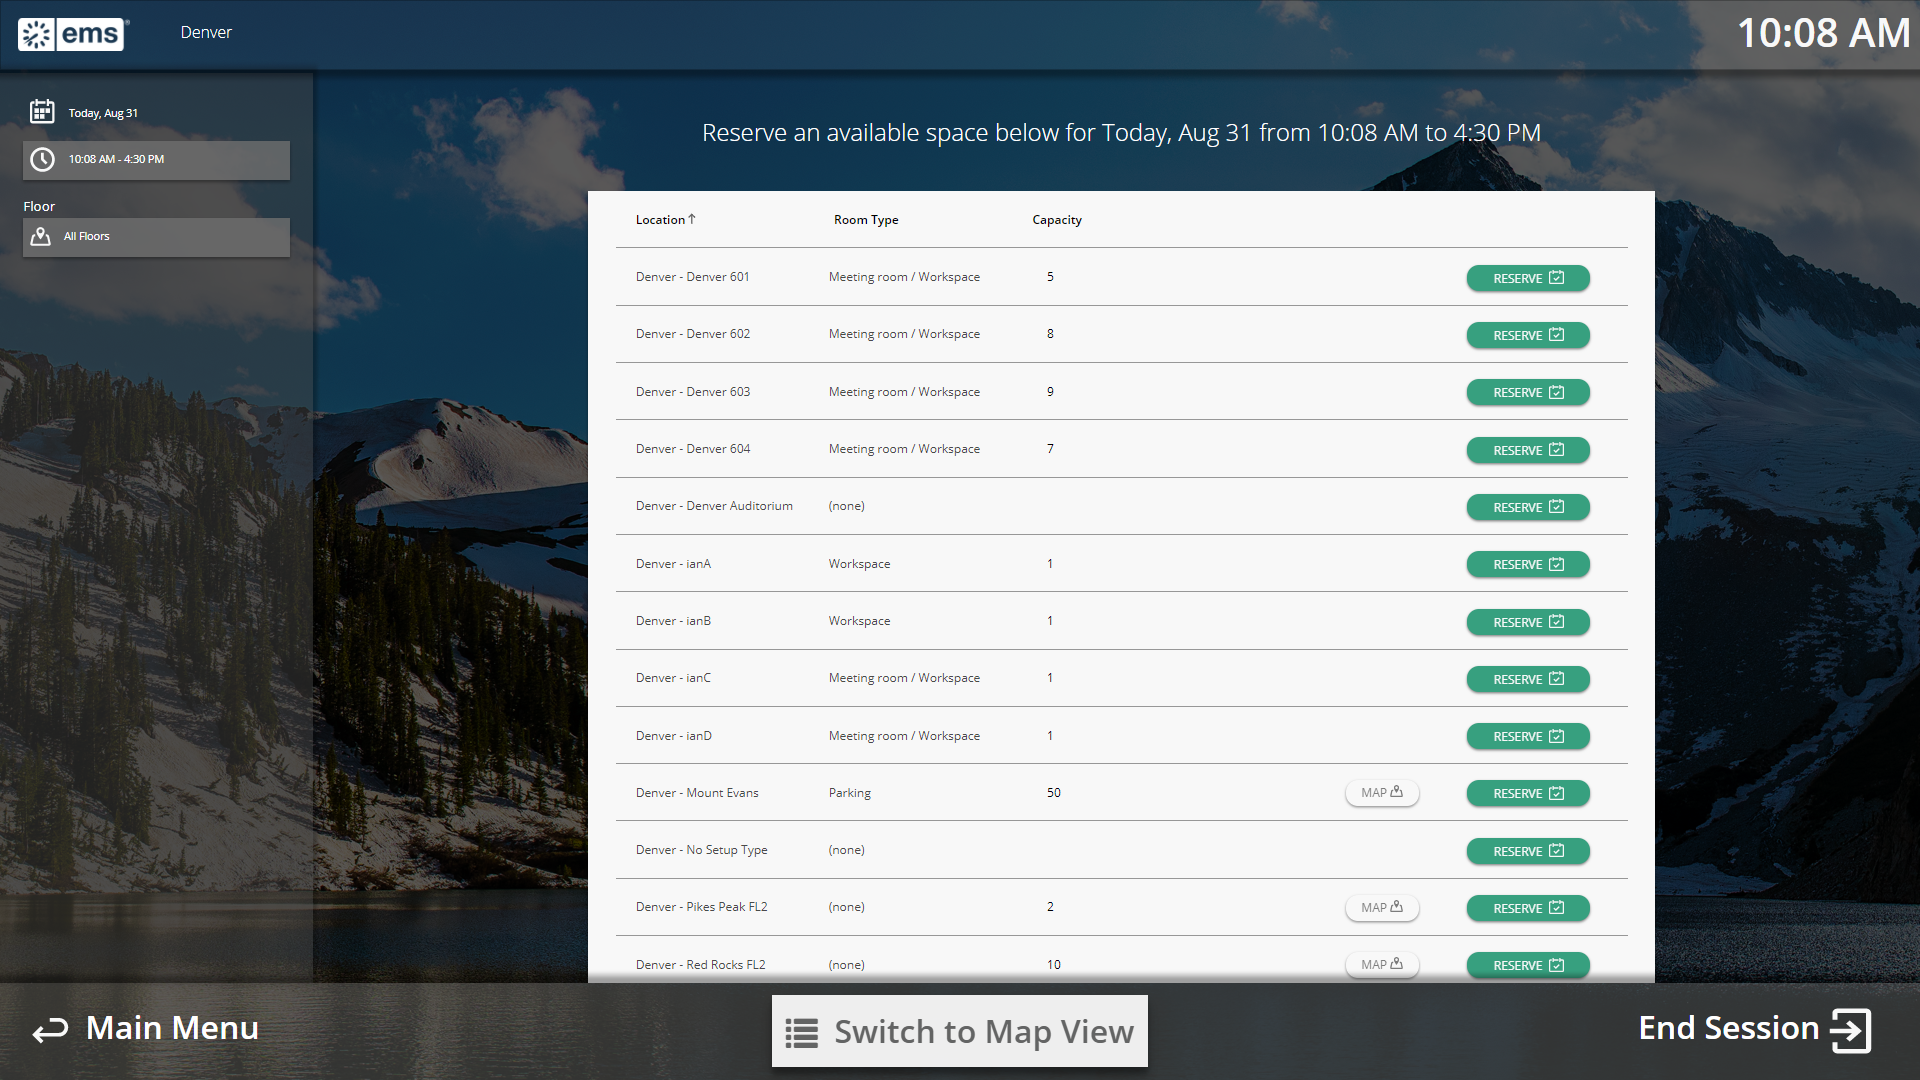 ems®
Denver
10:08 AM
Today, Aug 31
10:08 AM - 4:30 PM
Floor
All Floors
Reserve an available space below for Today, Aug 31 from 10:08 AM to 4:30 PM
Location↑ Room Type Capacity
Denver - Denver 601 Meeting room / Workspace 5 RESERVE
Denver - Denver 602 Meeting room / Workspace 8 RESERVE
Denver - Denver 603 Meeting room / Workspace 9 RESERVE
Denver - Denver 604 Meeting room / Workspace 7 RESERVE
Denver - Denver Auditorium (none) RESERVE
Denver - ianA Workspace 1 RESERVE
Denver - ianB Workspace 1 RESERVE
Denver - ianC Meeting room / Workspace 1 RESERVE
Denver - ianD Meeting room / Workspace 1 RESERVE
Denver - Mount Evans Parking 50 MAP RESERVE
Denver - No Setup Type (none) RESERVE
Denver - Pikes Peak FL2 (none) 2 MAP RESERVE
Denver - Red Rocks FL2 (none) 10 MAP RESERVE
Main Menu
Switch to Map View
End Session